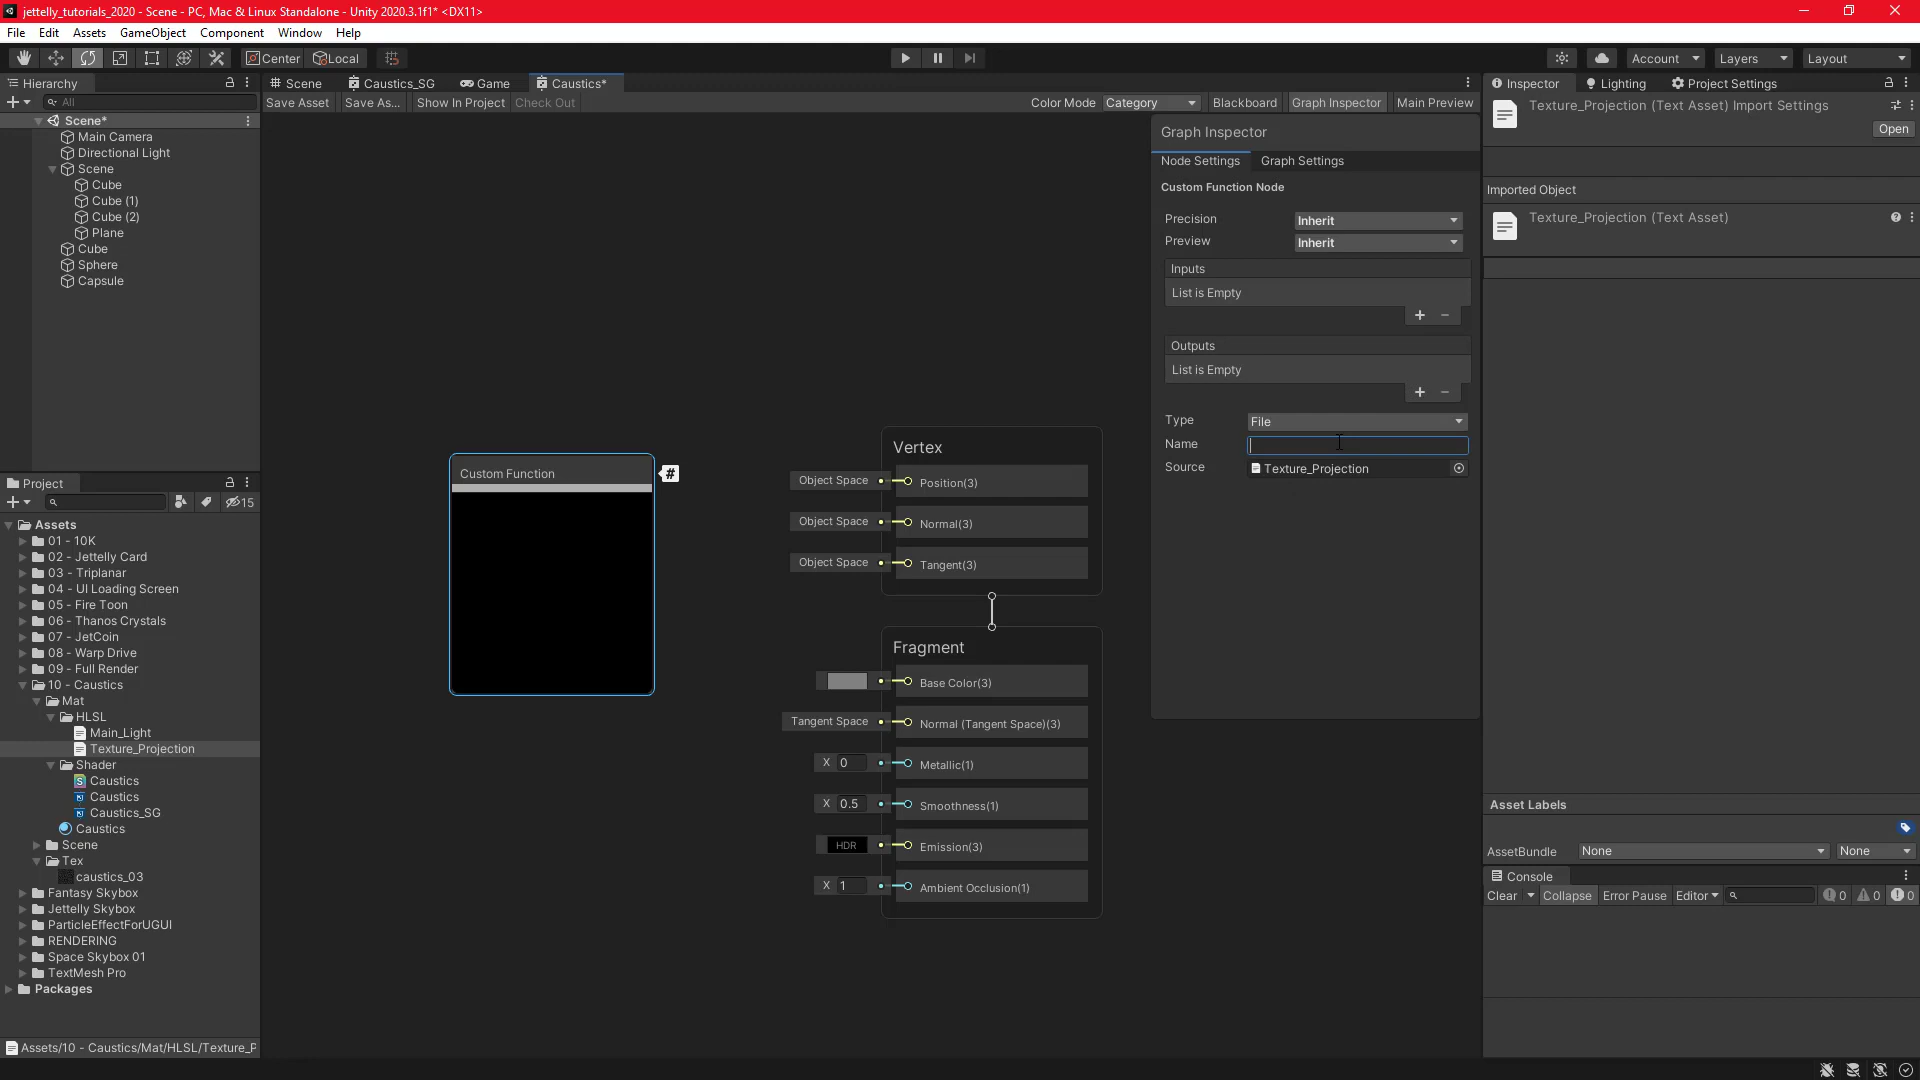 jettelly_tutorials_2020 - Scene - PC, Mac & Linux Standalone - Unity 2020.3.1f1* <DX11>
File Edit Assets GameObject Component Window Help
Center Local Account Layers Layout
Hierarchy
All
Scene*
Main Camera
Directional Light
Scene
Cube
Cube (1)
Cube (2)
Plane
Cube
Sphere
Capsule
Project
15
Assets
01 - 10K
02 - Jettelly Card
03 - Triplanar
04 - UI Loading Screen
05 - Fire Toon
06 - Thanos Crystals
07 - JetCoin
08 - Warp Drive
09 - Full Render
10 - Caustics
Mat
HLSL
Main_Light
Texture_Projection
Shader
Caustics
Caustics
Caustics_SG
Caustics
Scene
Tex
caustics_03
Fantasy Skybox
Jettelly Skybox
ParticleEffectForUGUI
RENDERING
Space Skybox 01
TextMesh Pro
Packages
Assets/10 - Caustics/Mat/HLSL/Texture_P
Scene Caustics_SG Game Caustics*
Save Asset Save As... Show In Project Check Out Color Mode Category Blackboard Graph Inspector Main Preview
Custom Function
#
Vertex
Object Space Position(3)
Object Space Normal(3)
Object Space Tangent(3)
Fragment
Base Color(3)
Tangent Space Normal (Tangent Space)(3)
X 0 Metallic(1)
X 0.5 Smoothness(1)
HDR Emission(3)
X 1 Ambient Occlusion(1)
Graph Inspector
Node Settings Graph Settings
Custom Function Node
Precision Inherit
Preview Inherit
Inputs
List is Empty
+ −
Outputs
List is Empty
+ −
Type File
Name
Source Texture_Projection
Inspector Lighting Project Settings
Texture_Projection (Text Asset) Import Settings
Open
Imported Object
Texture_Projection (Text Asset)
Asset Labels
AssetBundle None None
Console
Clear Collapse Error Pause Editor 0 0 0